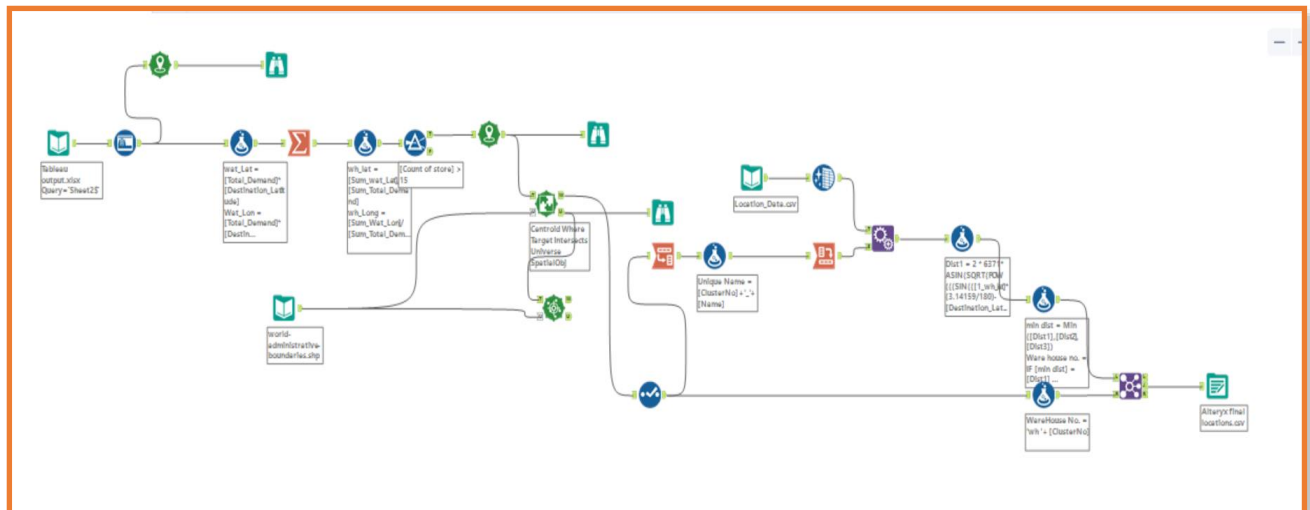 Tableau
output.xlsx
Query=`Sheet25`
wat_Lat =
[Total_Demand]*
[Destination_Latit
ude]
Wat_Lon =
[Total_Demand]*
[Destin...
wh_lat =
[Sum_wat_Lat]/
[Sum_Total_Dema
nd]
wh_Long =
[Sum_Wat_Lon]/
[Sum_Total_Dem...
[Count of store] >
15
Centroid Where
Target Intersects
Universe
SpatialObj
world-
administrative-
boundaries.shp
Location_Data.csv
Unique Name =
[ClusterNo]+'_'+
[Name]
Dist1 = 2 * 6371*
ASIN(SQRT(POW
(((SIN((([1_wh_lat]*
(3.14159/180)-
[Destination_Lat...
min dist = Min
([Dist1],[Dist2],
[Dist3])
Ware house no. =
IF [min dist] =
[Dist1] ...
WareHouse No. =
'wh '+ [ClusterNo]
Alteryx final
locations.csv